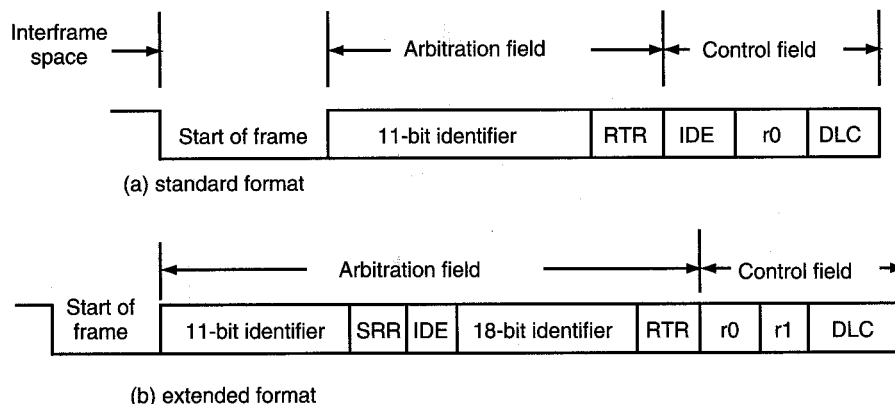 Interframe
space
Arbitration field
Control field
Start of frame
11-bit identifier
RTR
IDE
r0
DLC
(a) standard format
Arbitration field
Control field
Start of
frame
11-bit identifier
SRR
IDE
18-bit identifier
RTR
r0
r1
DLC
(b) extended format